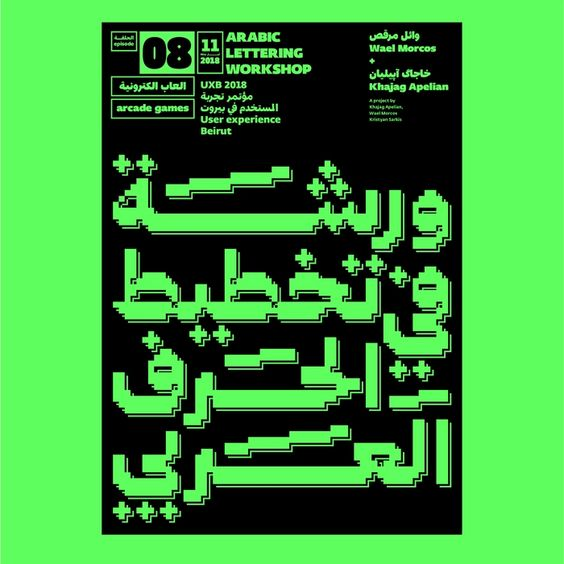 الحلقة
episode
08
11
2018
العاب الكترونية
arcade games
ARABIC
LETTERING
WORKSHOP
UXB 2018
مؤتمر تجربة
المستخدم في بيروت
User experience
Beirut
وائل مرقص
Wael Morcos
+
خاجاگ آپيليان
Khajag Apelian
A project by
Khajag Apelian,
Wael Morcos
Kristyan Sarkis
ورشة
في تخطيط
الحرف
العربي